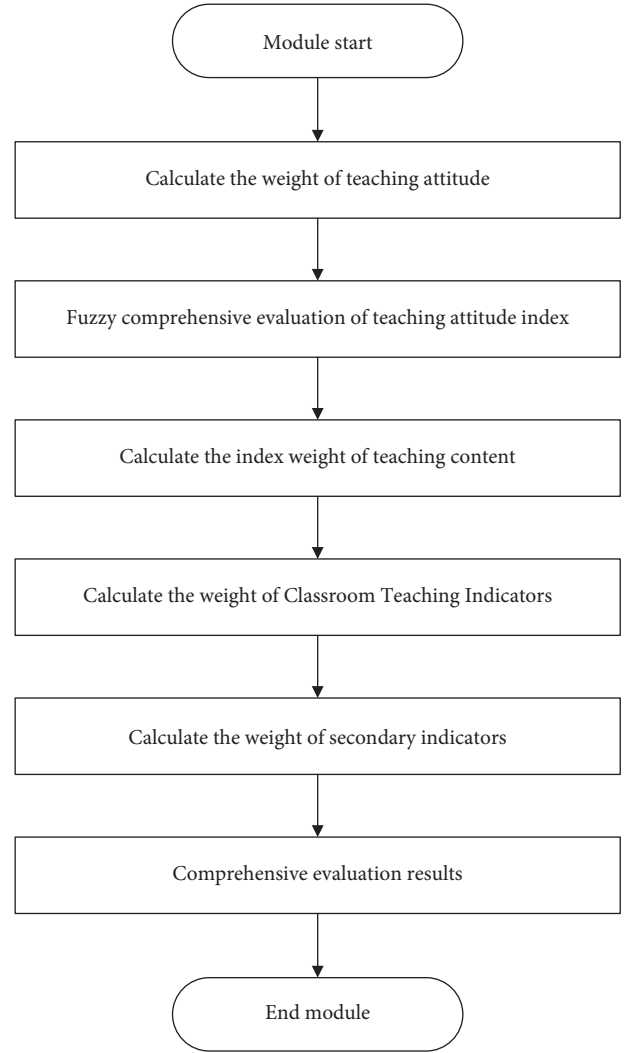 Module start
Calculate the weight of teaching attitude
Fuzzy comprehensive evaluation of teaching attitude index
Calculate the index weight of teaching content
Calculate the weight of Classroom Teaching Indicators
Calculate the weight of secondary indicators
Comprehensive evaluation results
End module